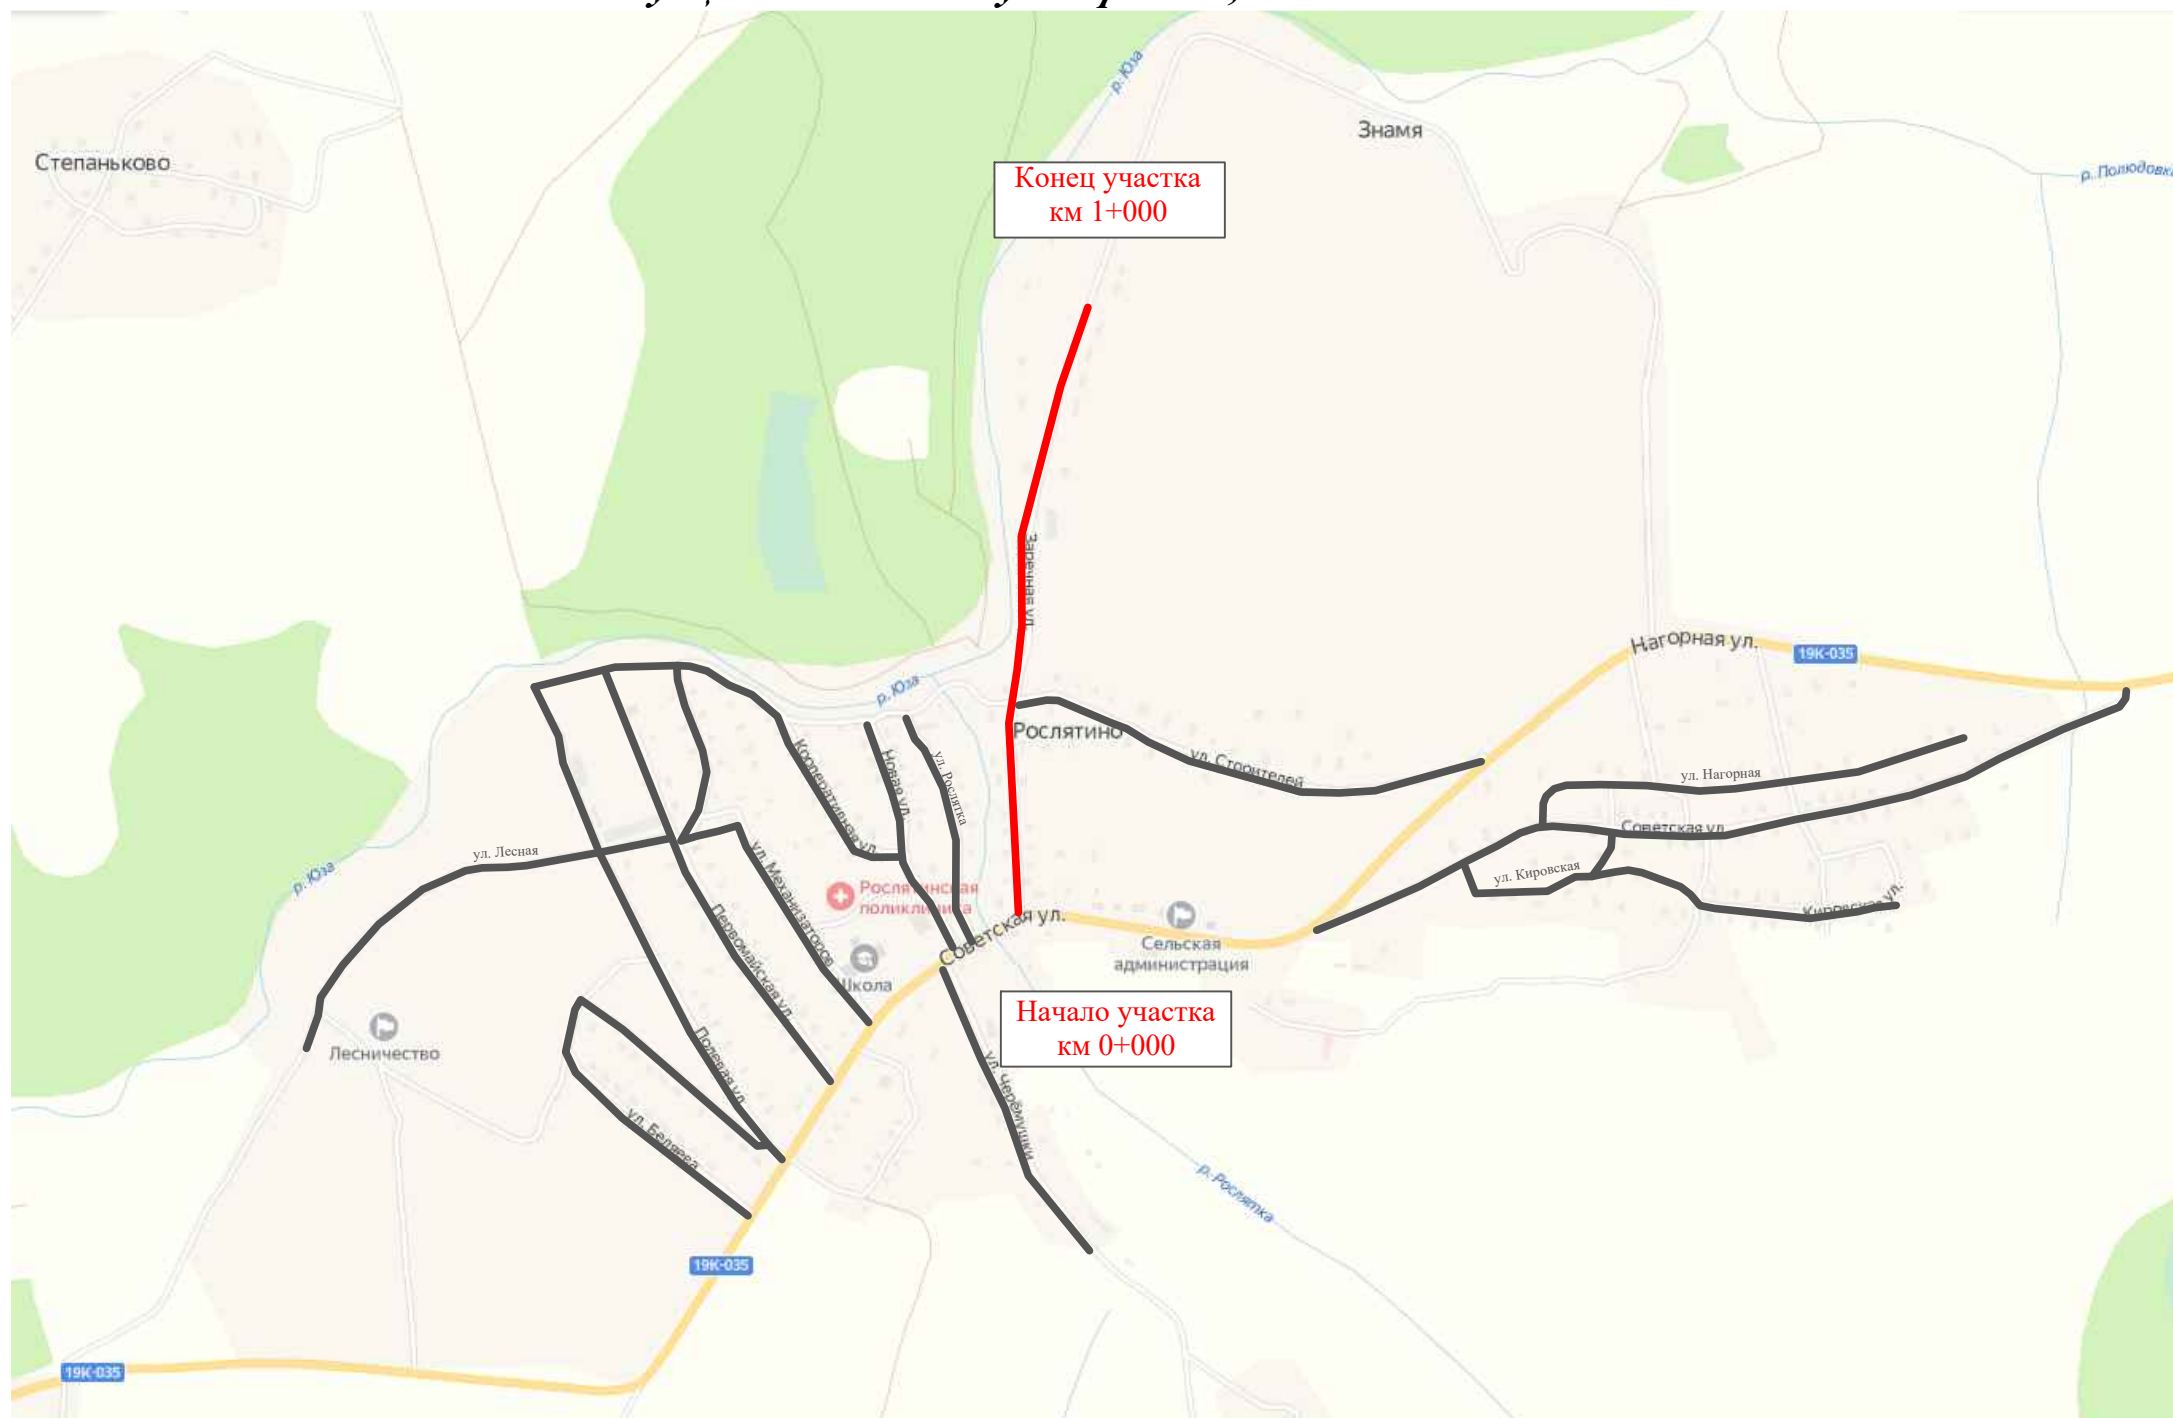 р. Юза
Знамя
Степаньково
р. Полюдовка
Конец участка
км 1+000
Заречная ул.
Нагорная ул.
19К-035
р. Юза
Рослятино
ул. Строителей
Кооперативная ул.
Новая ул.
ул. Рослятка
ул. Нагорная
Советская ул.
ул. Лесная
ул. Механизаторов
р. Юза
Рослятинская
поликлиника
ул. Кировская
Кировская ул.
Первомайская ул.
Советская ул.
Сельская
администрация
Школа
Начало участка
км 0+000
Лесничество
Полевая ул.
ул. Черёмушки
ул. Беляева
р. Рослятка
19К-035
19К-035